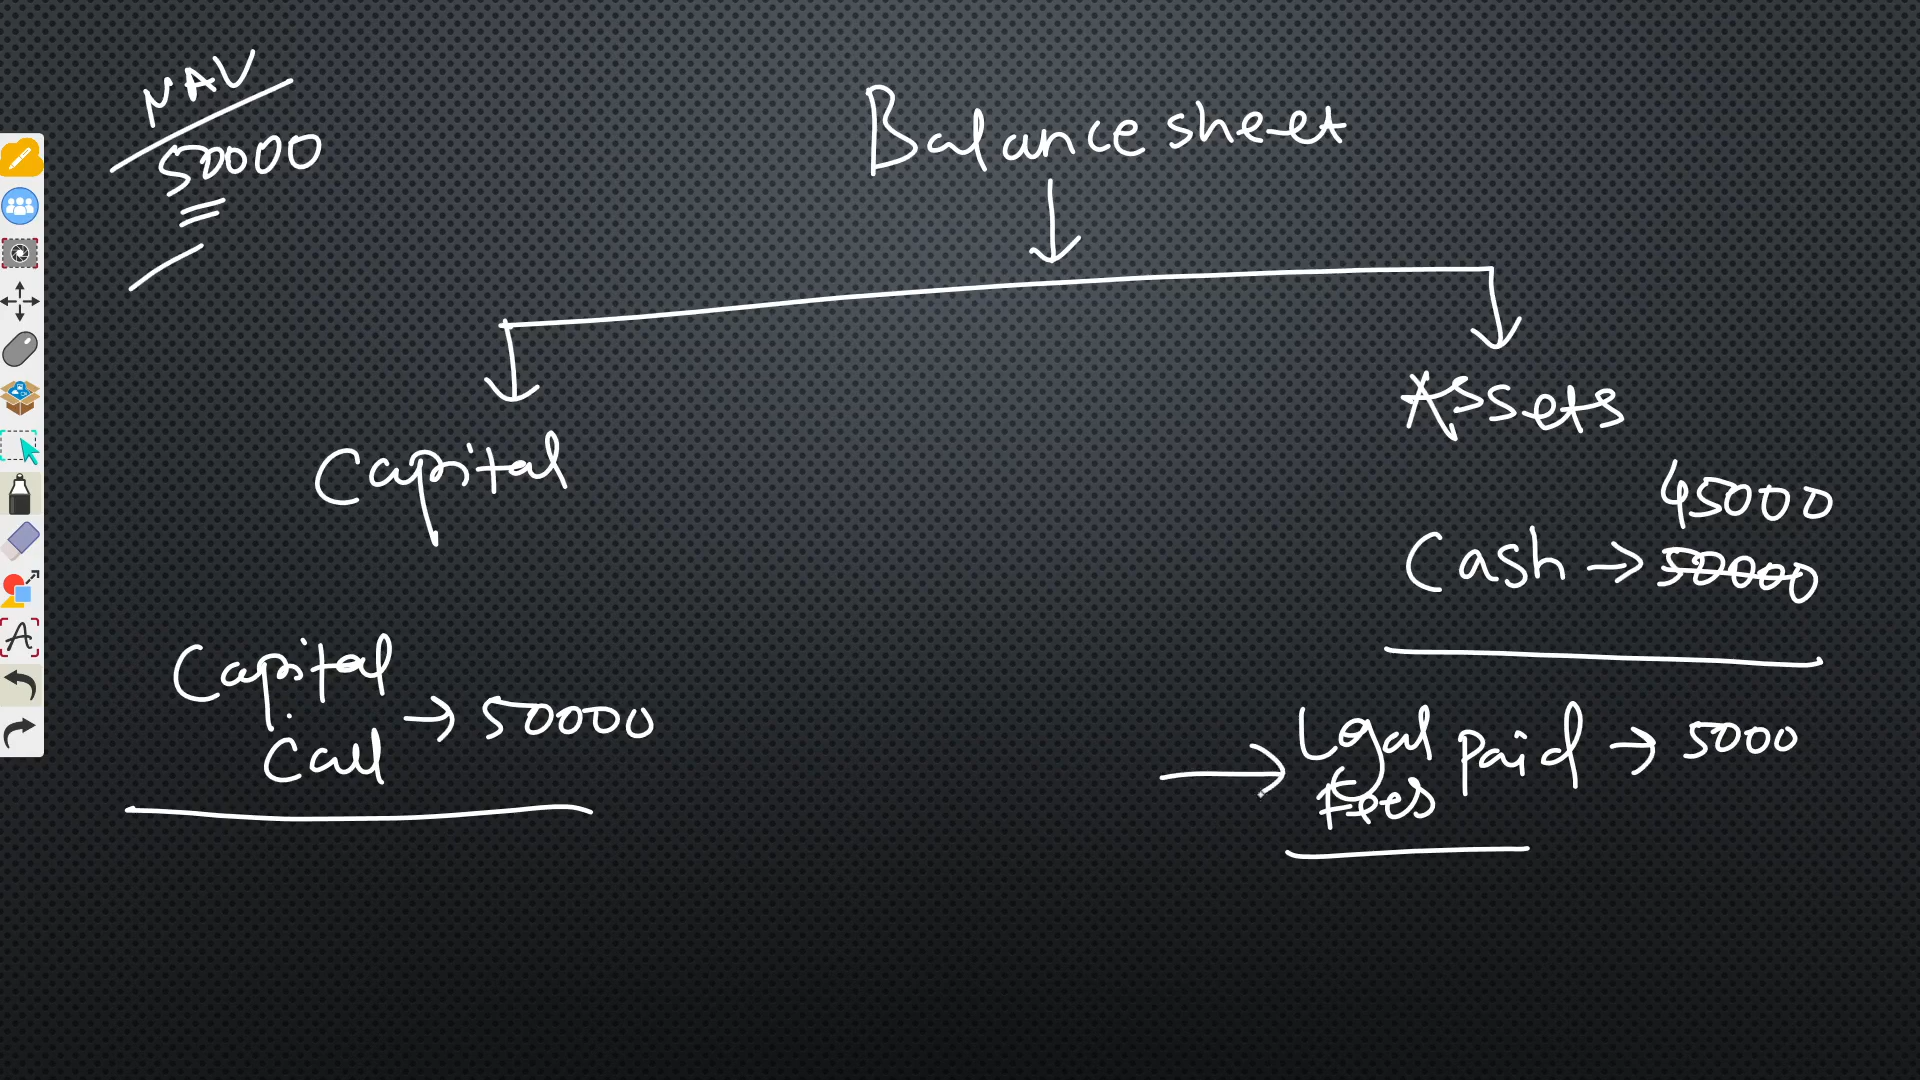 NAV
50000
Balance sheet
Capital
Assets
45000
Cash → 50000
Capital
Call → 50000
Legal Paid → 5000
Fees